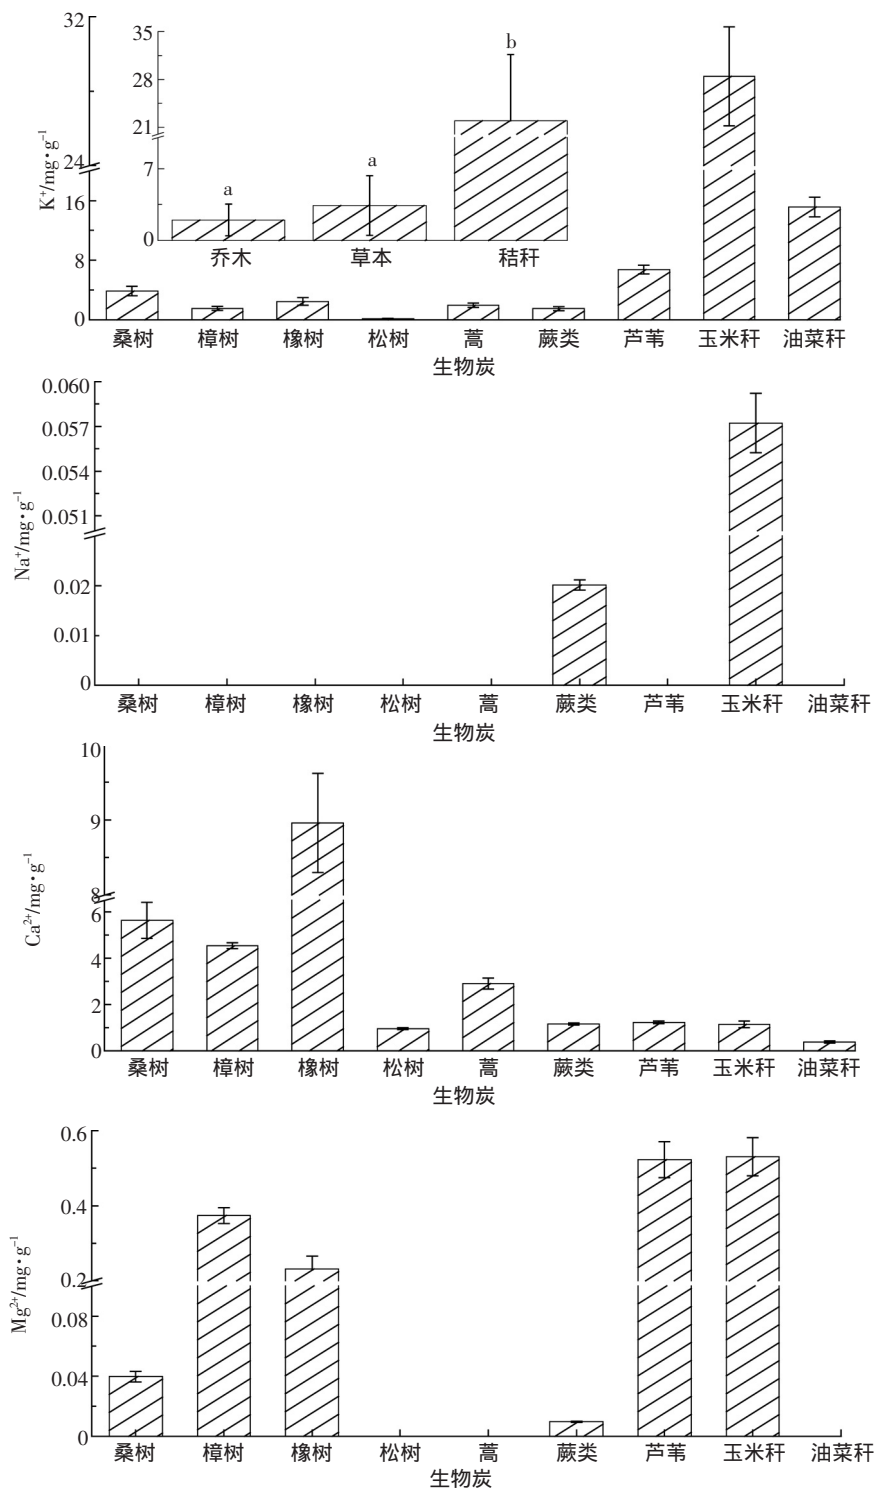 32
24
16
8
0
K⁺/mg·g⁻¹
35
28
21
7
0
a
a
b
乔木 草本 秸秆
桑树 樟树 橡树 松树 蒿 蕨类 芦苇 玉米秆 油菜秆
生物炭
0.060
0.057
0.054
0.051
0.02
0.01
0
Na⁺/mg·g⁻¹
桑树 樟树 橡树 松树 蒿 蕨类 芦苇 玉米秆 油菜秆
生物炭
10
9
8
6
4
2
0
Ca²⁺/mg·g⁻¹
桑树 樟树 橡树 松树 蒿 蕨类 芦苇 玉米秆 油菜秆
生物炭
0.6
0.4
0.2
0.08
0.04
0
Mg²⁺/mg·g⁻¹
桑树 樟树 橡树 松树 蒿 蕨类 芦苇 玉米秆 油菜秆
生物炭